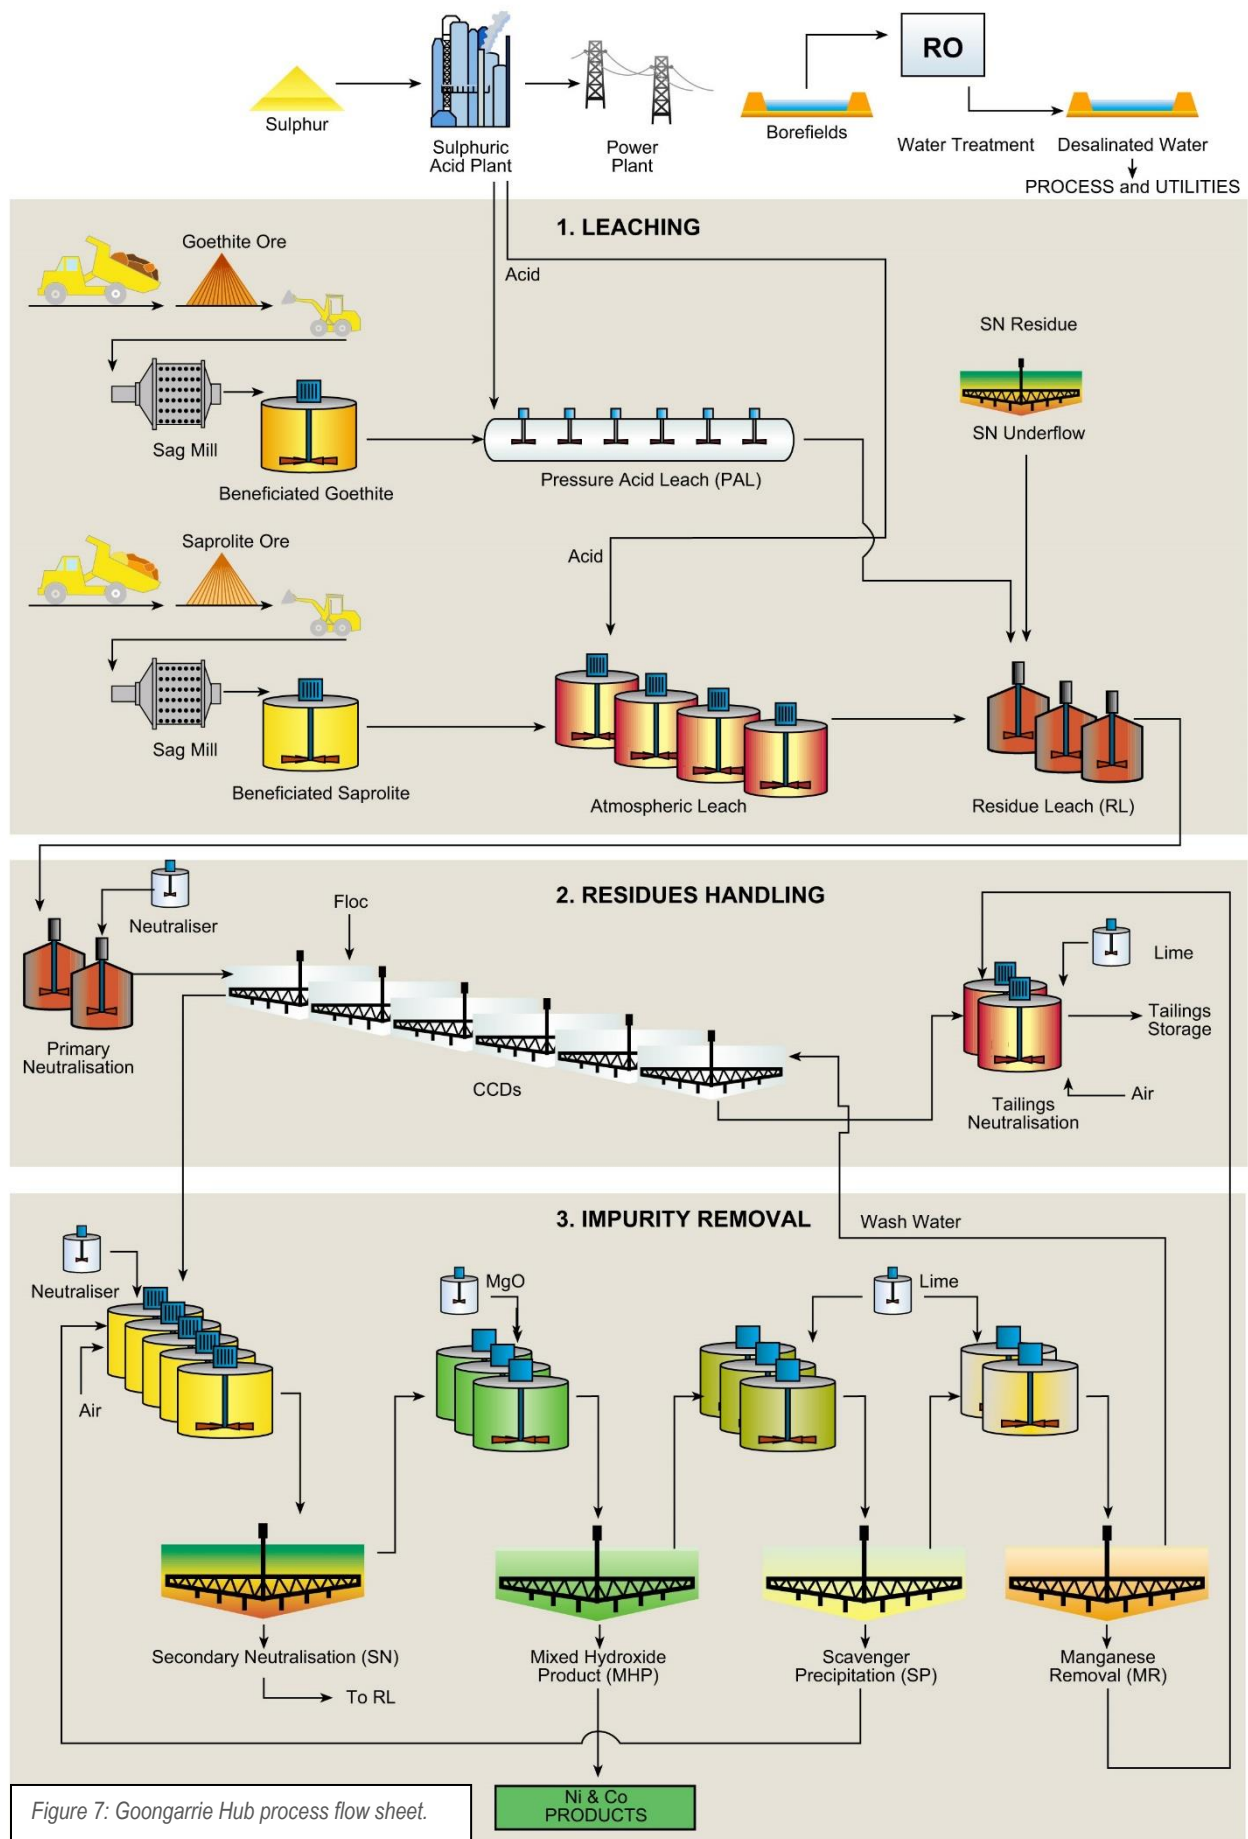 RO
Sulphur
Sulphuric
Acid Plant
Power
Plant
Borefields
Water Treatment
Desalinated Water
PROCESS and UTILITIES
1. LEACHING
Goethite Ore
Acid
SN Residue
SN Underflow
Sag Mill
Beneficiated Goethite
Pressure Acid Leach (PAL)
Saprolite Ore
Acid
Sag Mill
Beneficiated Saprolite
Atmospheric Leach
Residue Leach (RL)
2. RESIDUES HANDLING
Neutraliser
Floc
Lime
Primary
Neutralisation
CCDs
Tailings
Storage
Air
Tailings
Neutralisation
3. IMPURITY REMOVAL
Wash Water
Neutraliser
MgO
Lime
Air
Secondary Neutralisation (SN)
To RL
Mixed Hydroxide
Product (MHP)
Scavenger
Precipitation (SP)
Manganese
Removal (MR)
Ni & Co
PRODUCTS
Figure 7: Goongarrie Hub process flow sheet.